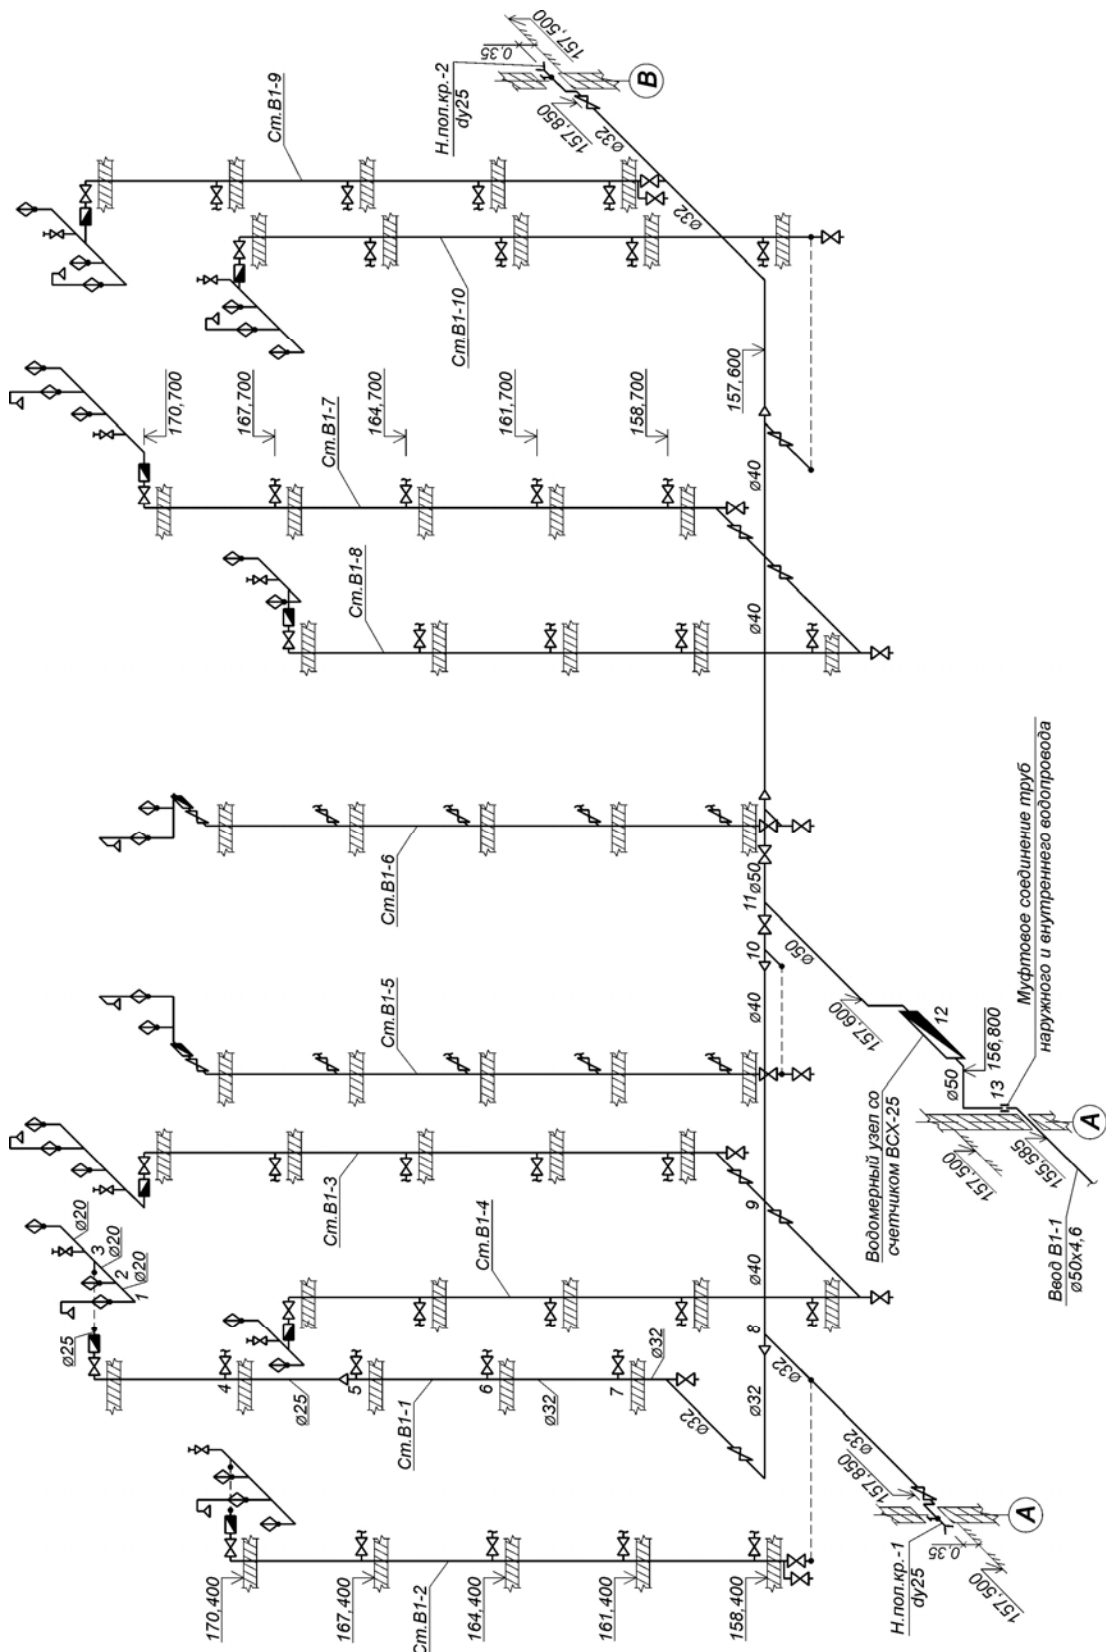 Ст.В1-9
Н.пол.кр.-2
dу25
0,35
157,500
В
157,850
ø32
ø32
Ст.В1-10
170,700
167,700
164,700
161,700
158,700
157,600
Ст.В1-7
ø40
Ст.В1-8
ø40
Ст.В1-6
11
ø50
10
ø50
Ст.В1-5
ø40
157,600
12
Муфтовое соединение труб
наружного и внутреннего водопровода
156,800
ø50
13
Водомерный узел со
счетчиком ВСХ-25
157,500
155,585
А
Ввод В1-1
ø50х4,6
Ст.В1-3
9
ø20
3
ø20
2
ø20
1
Ст.В1-4
ø40
8
ø25
4
ø25
5
6
ø32
7
ø32
Ст.В1-1
ø32
ø32
ø32
ø32
157,850
А
Н.пол.кр.-1
dу25
0,35
157,500
170,400
167,400
164,400
161,400
158,400
Ст.В1-2